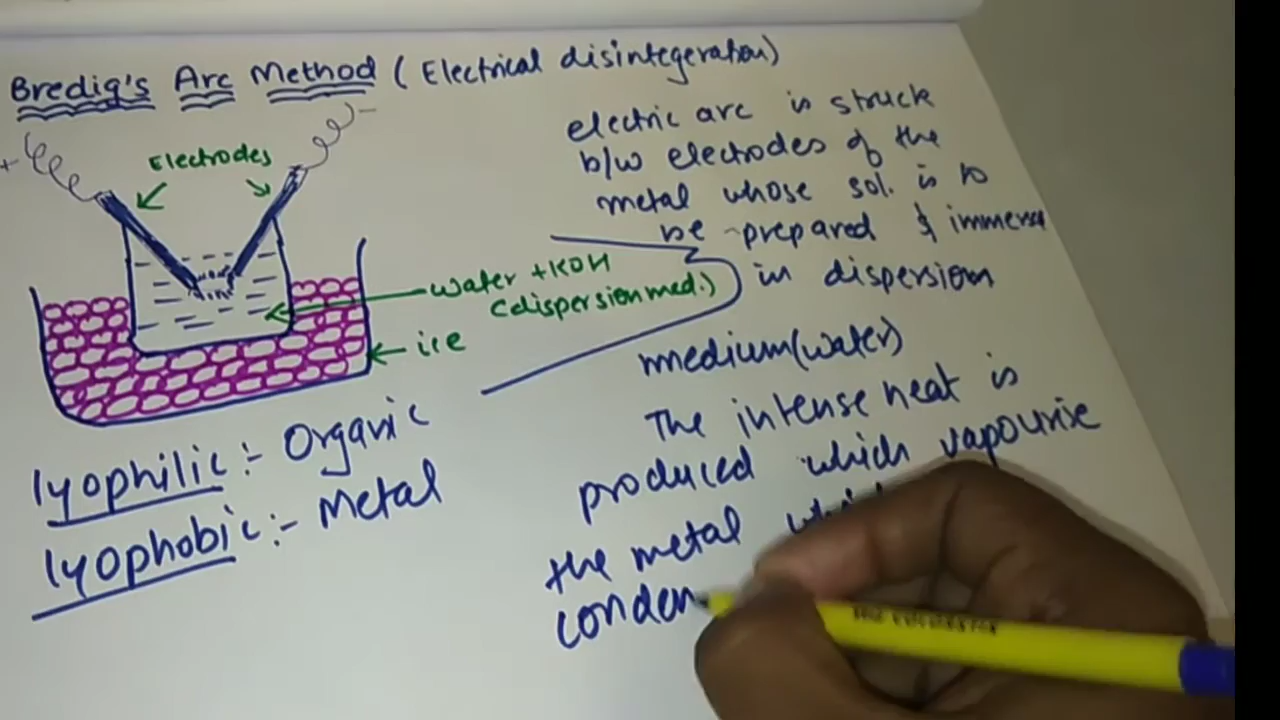 Bredig's Arc Method (Electrical disintegeration)
+
-
Electrodes
water + KOH
(dispersion med.)
ice
lyophilic :- Organic
lyophobic :- Metal
electric arc is struck
b/w electrodes of the
metal whose sol. is to
be prepared & immerse
in dispersion
medium (water)
The intense heat is
produced which vapourise
the metal
conden